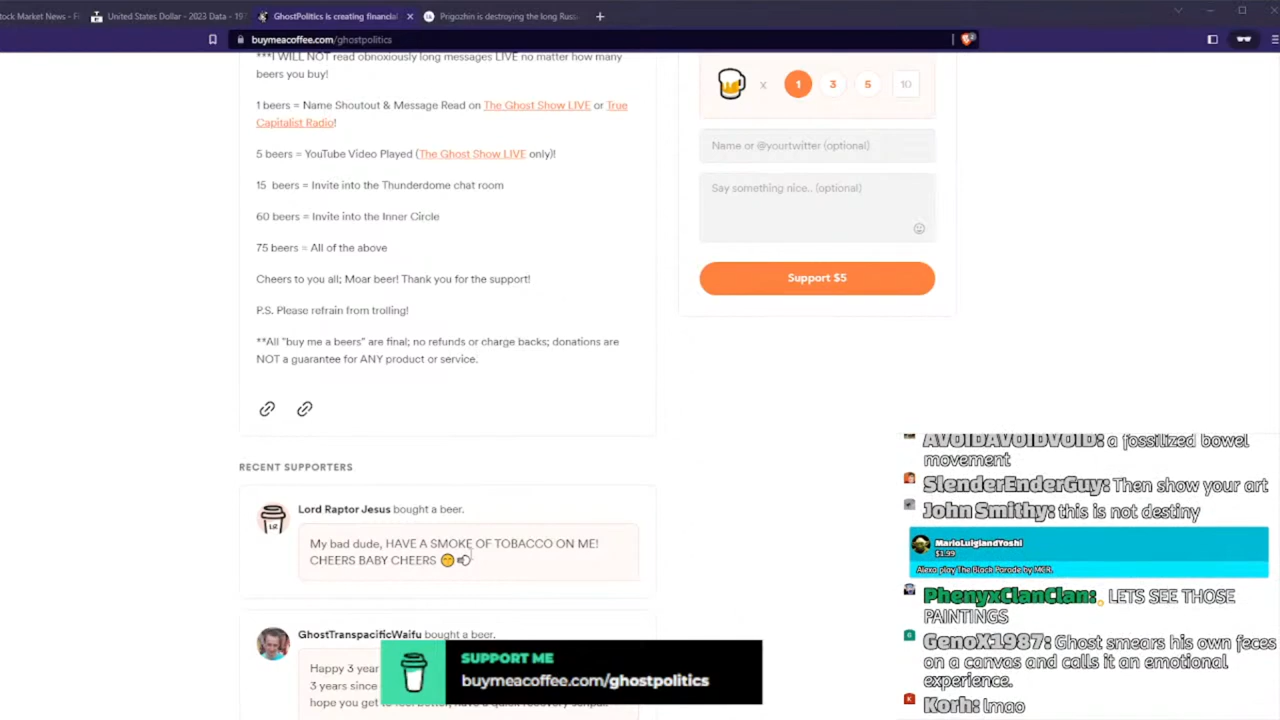 tock Market News - Fi
United States Dollar - 2023 Data - 197
GhostPolitics is creating financial
Prigozhin is destroying the long Russ
buymeacoffee.com/ghostpolitics
***I WILL NOT read obnoxiously long messages LIVE no matter how many
beers you buy!
1 beers = Name Shoutout & Message Read on The Ghost Show LIVE or True
Capitalist Radio!
5 beers = YouTube Video Played (The Ghost Show LIVE only)!
15 beers = Invite into the Thunderdome chat room
60 beers = Invite into the Inner Circle
75 beers = All of the above
Cheers to you all; Moar beer! Thank you for the support!
P.S. Please refrain from trolling!
**All "buy me a beers" are final; no refunds or charge backs; donations are
NOT a guarantee for ANY product or service.
x 1 3 5 10
Name or @yourtwitter (optional)
Say something nice.. (optional)
Support $5
RECENT SUPPORTERS
Lord Raptor Jesus bought a beer.
My bad dude, HAVE A SMOKE OF TOBACCO ON ME!
CHEERS BABY CHEERS
GhostTranspacificWaifu bought a beer.
Happy 3 year
3 years since
hope you get
SUPPORT ME
buymeacoffee.com/ghostpolitics
AVOIDAVOIDVOID: a fossilized bowel
movement
SlenderEnderGuy: Then show your art
John Smithy: this is not destiny
MarioLuigiandYoshi
$1.99
Alexa play The Black Parade by MCR.
PhenyxClanClan: LETS SEE THOSE
PAINTINGS
GenoX1987: Ghost smears his own feces
on a canvas and calls it an emotional
experience.
Korh: lmao